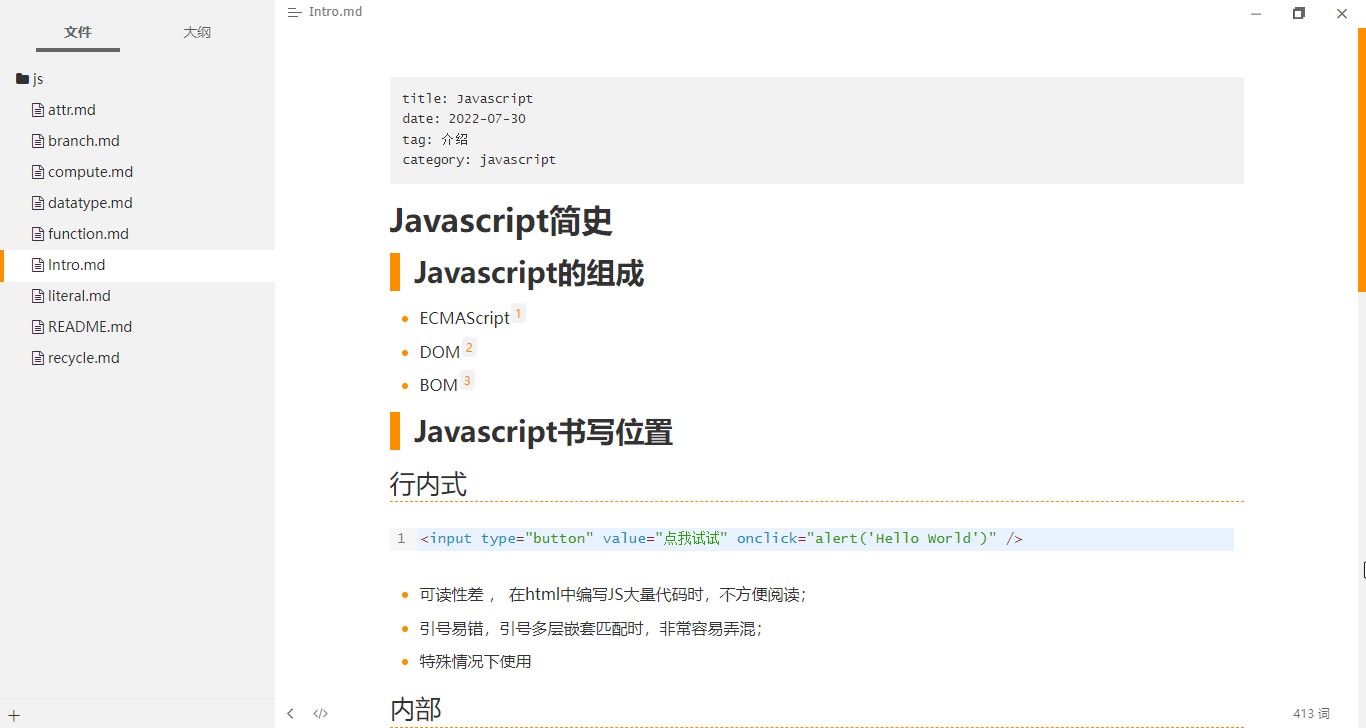 文件 大纲
js
attr.md
branch.md
compute.md
datatype.md
function.md
Intro.md
literal.md
README.md
recycle.md
Intro.md
title: Javascript
date: 2022-07-30
tag: 介绍
category: javascript
Javascript简史
Javascript的组成
ECMAScript 1
DOM 2
BOM 3
Javascript书写位置
行内式
1 <input type="button" value="点我试试" onclick="alert('Hello World')" />
可读性差 ， 在html中编写JS大量代码时，不方便阅读；
引号易错，引号多层嵌套匹配时，非常容易弄混；
特殊情况下使用
内部
413 词